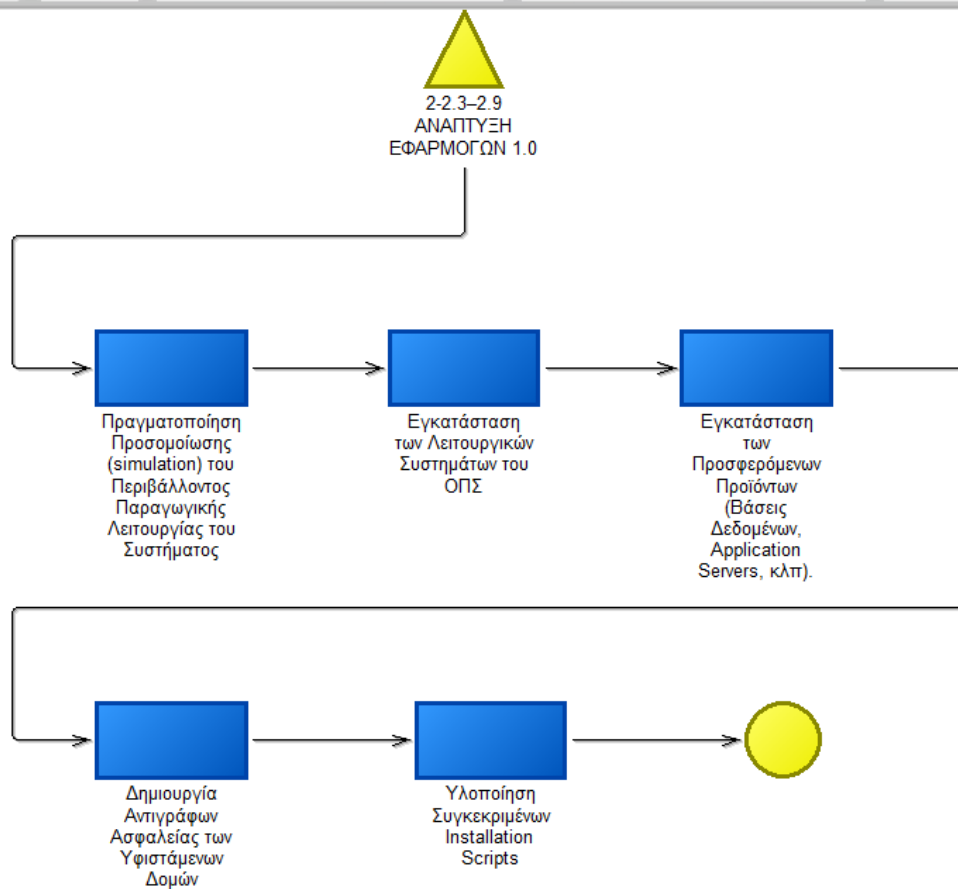 2-2.3–2.9
ΑΝΑΠΤΥΞΗ
ΕΦΑΡΜΟΓΩΝ 1.0
Πραγματοποίηση
Προσομοίωσης
(simulation) του
Περιβάλλοντος
Παραγωγικής
Λειτουργίας του
Συστήματος
Εγκατάσταση
των Λειτουργικών
Συστημάτων του
ΟΠΣ
Εγκατάσταση
των
Προσφερόμενων
Προϊόντων
(Βάσεις
Δεδομένων,
Application
Servers, κλπ).
Δημιουργία
Αντιγράφων
Ασφαλείας των
Υφιστάμενων
Δομών
Υλοποίηση
Συγκεκριμένων
Installation
Scripts